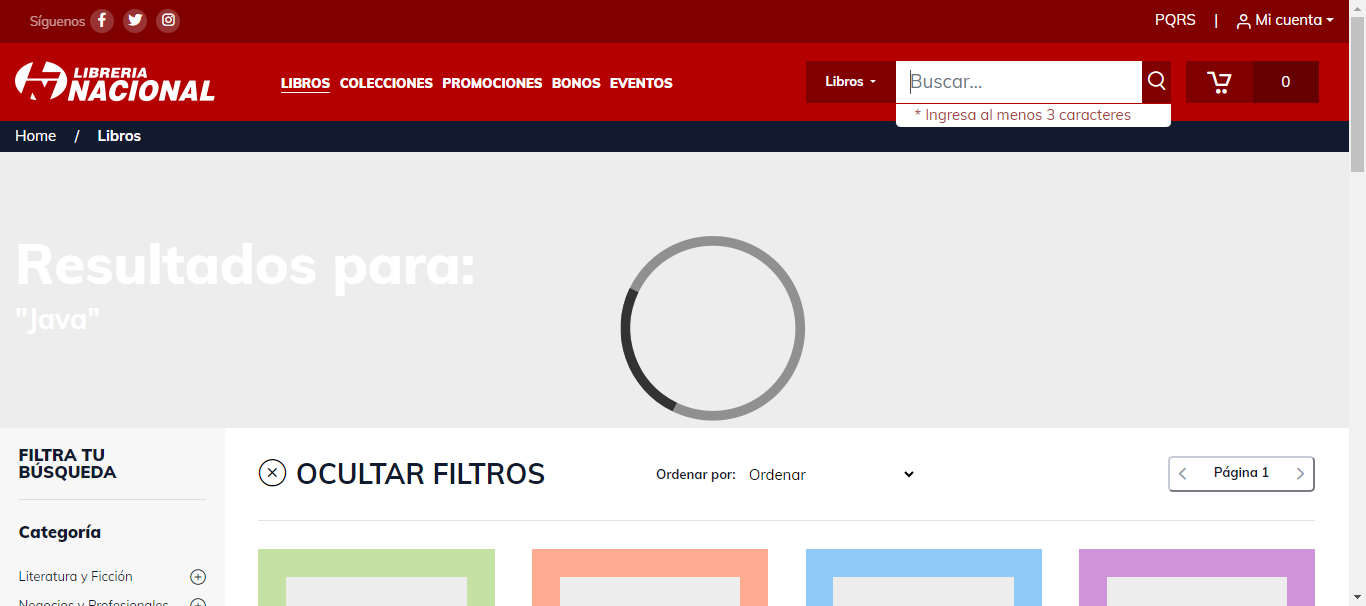 Síguenos
PQRS | Mi cuenta
LIBRERIA
NACIONAL
LIBROS COLECCIONES PROMOCIONES BONOS EVENTOS
Libros
Buscar...
0
* Ingresa al menos 3 caracteres
Home / Libros
Resultados para:
"Java"
FILTRA TU
BÚSQUEDA
OCULTAR FILTROS
Ordenar por: Ordenar
Página 1
Categoría
Literatura y Ficción
Negocios y Profesionales